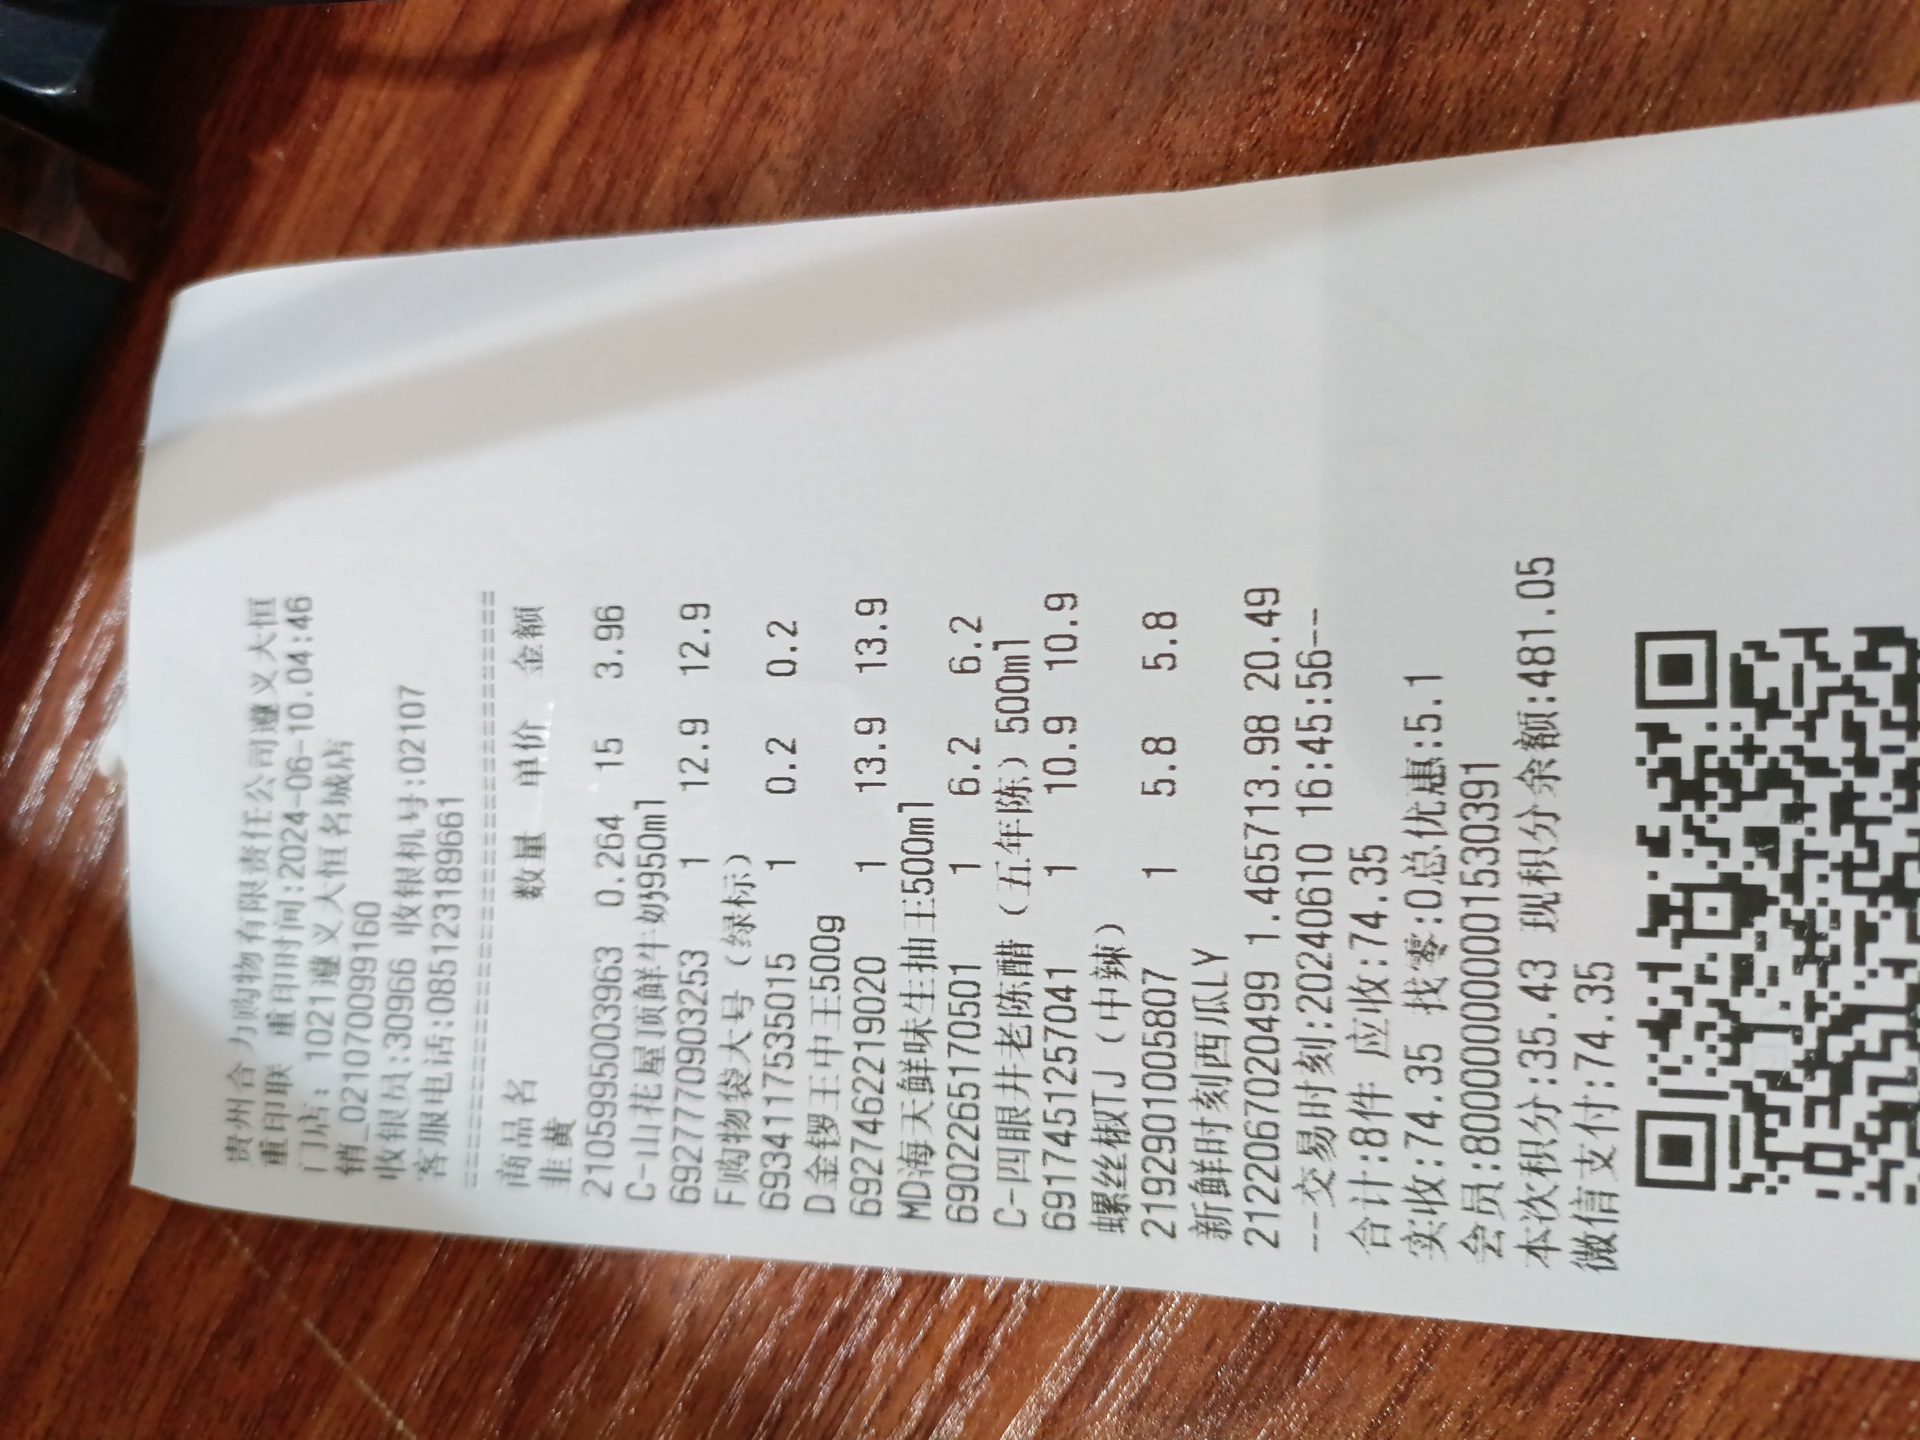 贵州合力购物有限责任公司遵义大恒
重印联 重印时间:2024-06-10.04:46
门店: 1021遵义大恒名城店
销_0210700099160
收银员:30966 收银机号:02107
客服电话:085123189661
================================
商品名 数量 单价 金额
韭黄
2105995003963 0.264 15 3.96
C-山花屋顶鲜牛奶950ml
6927770903253 1 12.9 12.9
F购物袋大号（绿标）
6934117535015 1 0.2 0.2
D金锣王中王500g
6927462219020 1 13.9 13.9
MD海天鲜味生抽王500ml
6902265170501 1 6.2 6.2
C-四眼井老陈醋（五年陈）500ml
6917451257041 1 10.9 10.9
螺丝椒TJ（中辣）
2192901005807 1 5.8 5.8
新鲜时刻西瓜LY
2122067020499 1.465713.98 20.49
--交易时刻:20240610 16:45:56--
合计:8件 应收:74.35
实收:74.35 找零:0总优惠:5.1
会员:8000000001530391
本次积分:35.43 现积分余额:481.05
微信支付:74.35